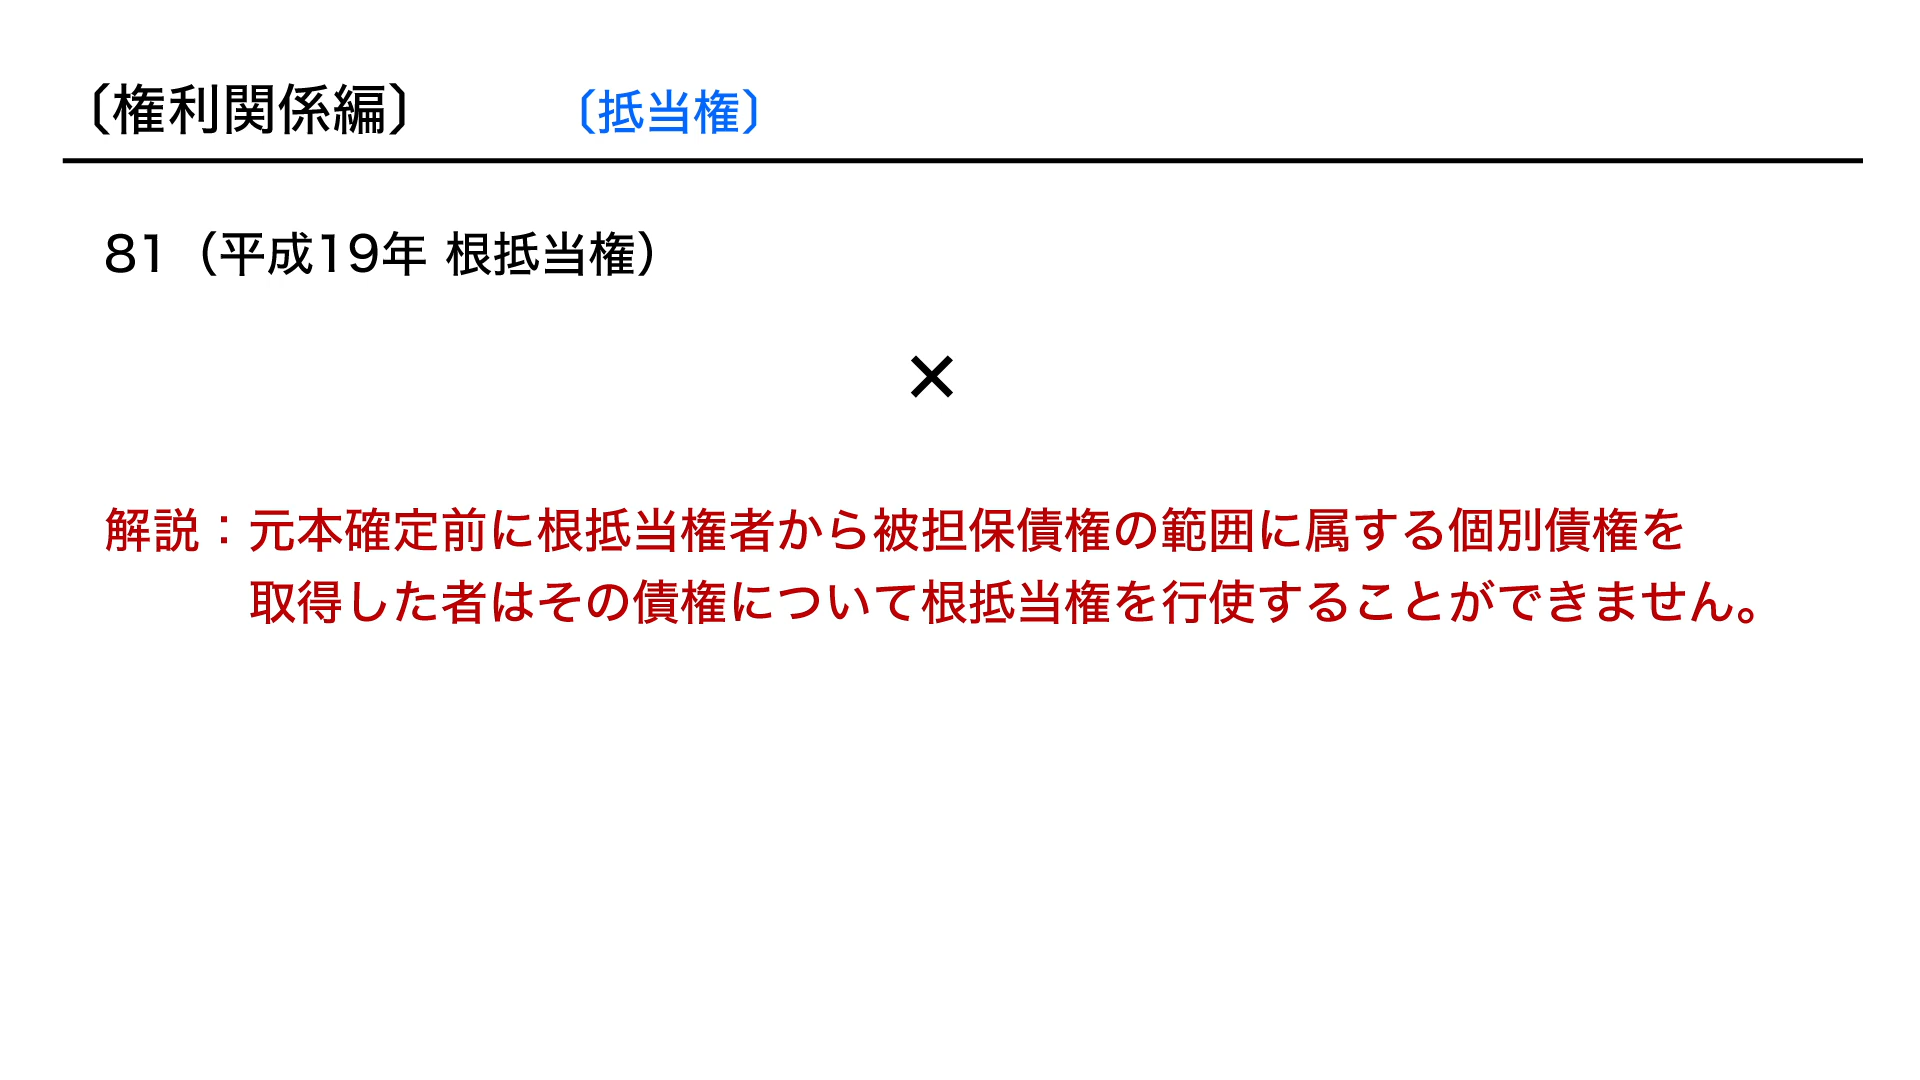 〔権利関係編〕 〔抵当権〕
81（平成19年 根抵当権）
×
解説：元本確定前に根抵当権者から被担保債権の範囲に属する個別債権を
取得した者はその債権について根抵当権を行使することができません。